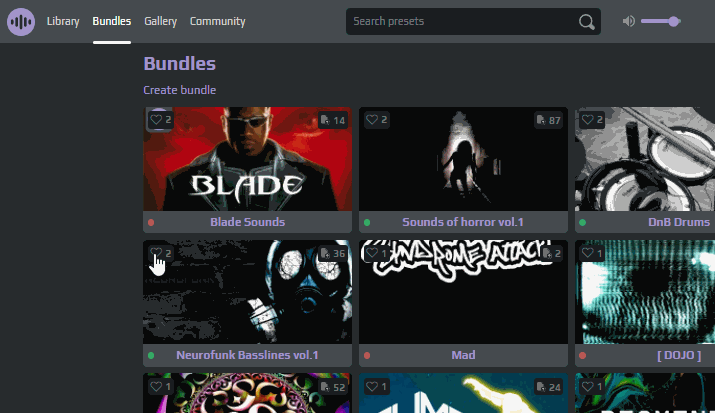 Library Bundles Gallery Community Search presets
Bundles
Create bundle
2 14 2 87 2
BLADE
Blade Sounds Sounds of horror vol.1 DnB Drums
2 36 1 2 1
Neurofunk Basslines vol.1 Mad [ DOJO ]
1 52 1 24 1